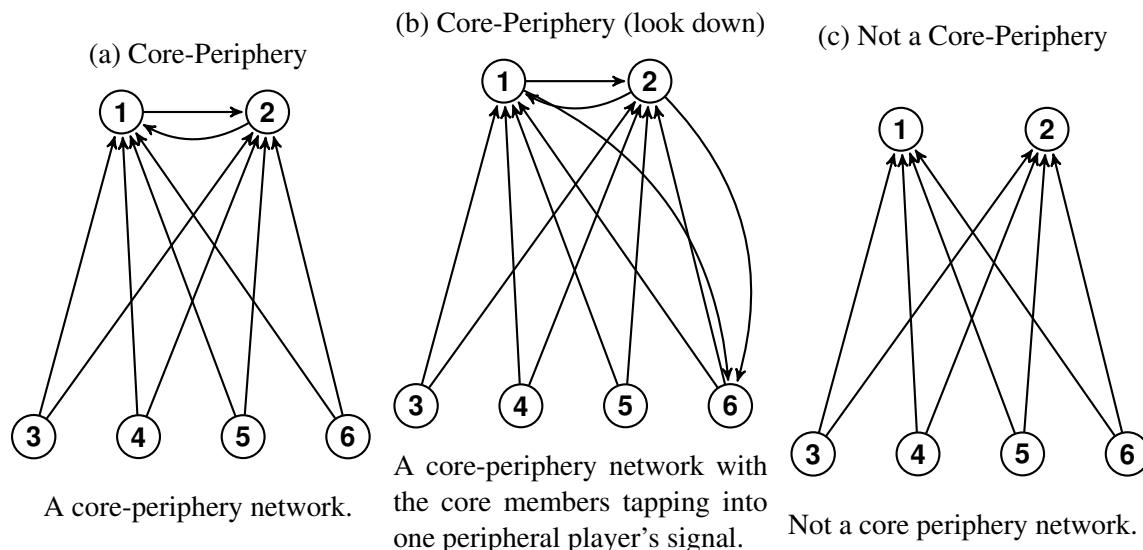 (a) Core-Periphery
1
2
3
4
5
6
A core-periphery network.
(b) Core-Periphery (look down)
1
2
3
4
5
6
A core-periphery network with
the core members tapping into
one peripheral player's signal.
(c) Not a Core-Periphery
1
2
3
4
5
6
Not a core periphery network.